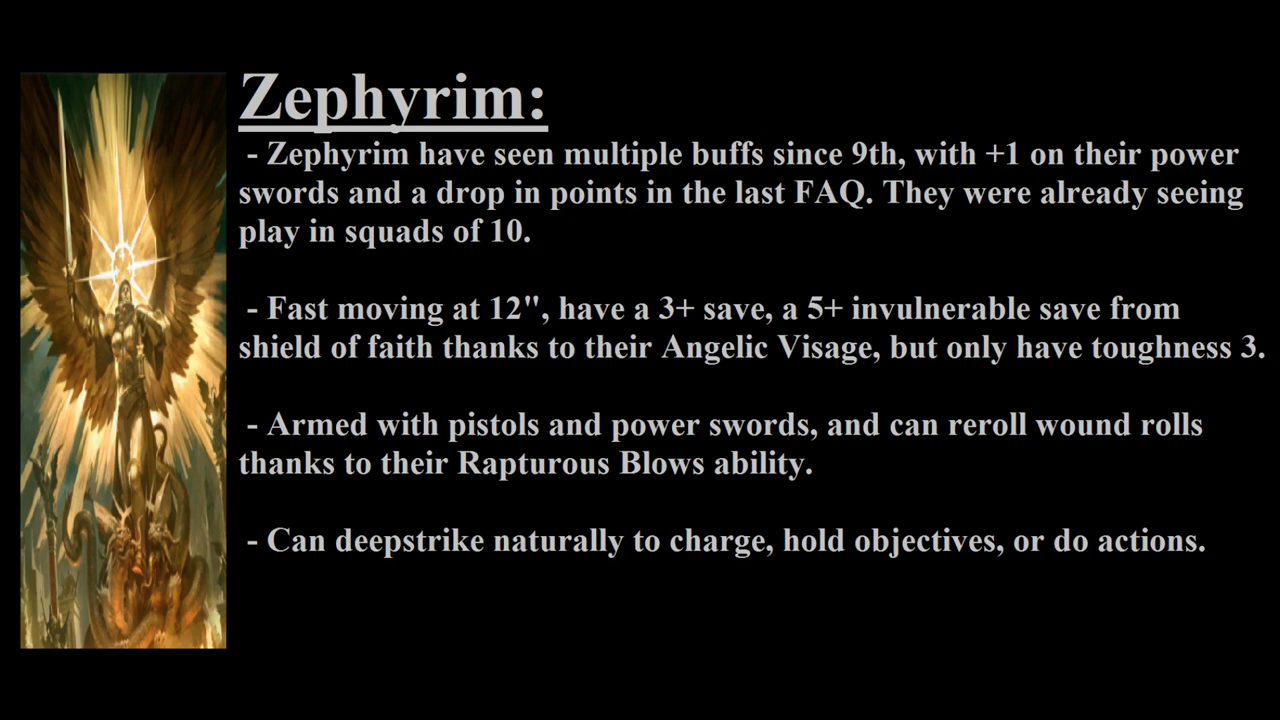 Zephyrim:
- Zephyrim have seen multiple buffs since 9th, with +1 on their power
swords and a drop in points in the last FAQ. They were already seeing
play in squads of 10.
- Fast moving at 12", have a 3+ save, a 5+ invulnerable save from
shield of faith thanks to their Angelic Visage, but only have toughness 3.
- Armed with pistols and power swords, and can reroll wound rolls
thanks to their Rapturous Blows ability.
- Can deepstrike naturally to charge, hold objectives, or do actions.